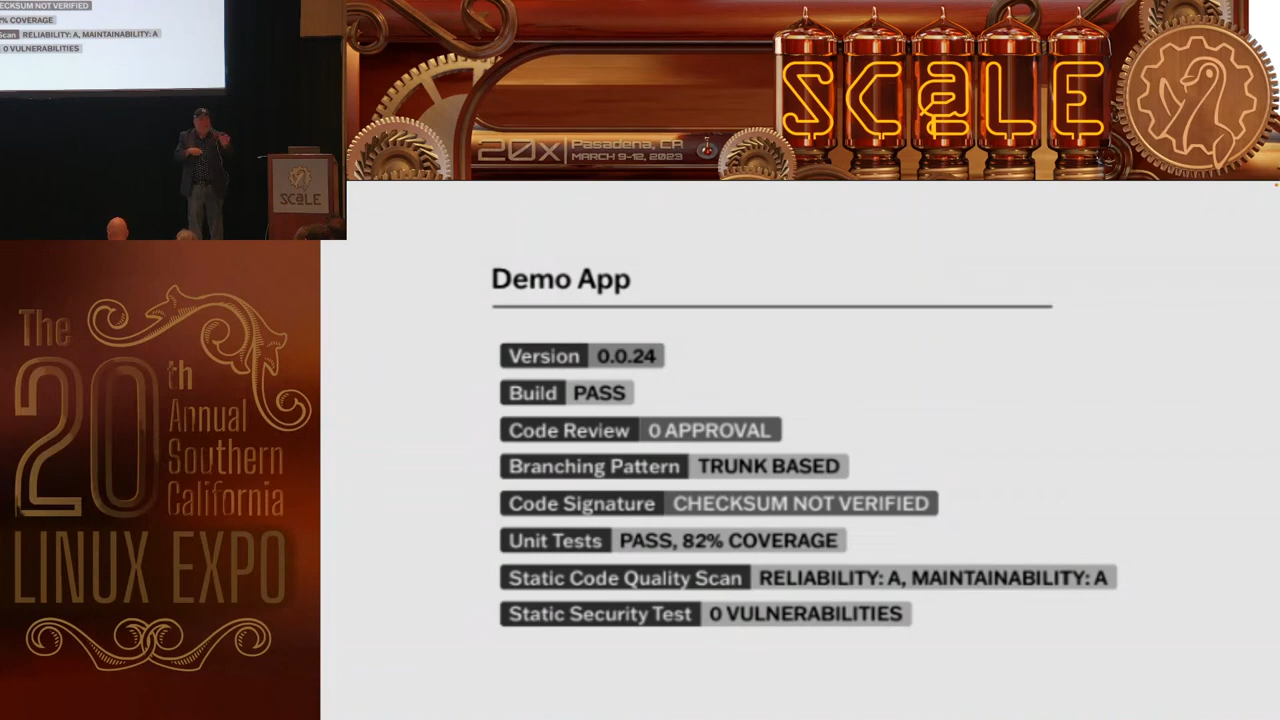 CHECKSUM NOT VERIFIED
% COVERAGE
Scan RELIABILITY: A, MAINTAINABILITY: A
0 VULNERABILITIES
SCaLE
SCaLE
20x Pasadena, CA
MARCH 9-12, 2023
The
20th
Annual
Southern
California
LINUX EXPO
Demo App
Version 0.0.24
Build PASS
Code Review 0 APPROVAL
Branching Pattern TRUNK BASED
Code Signature CHECKSUM NOT VERIFIED
Unit Tests PASS, 82% COVERAGE
Static Code Quality Scan RELIABILITY: A, MAINTAINABILITY: A
Static Security Test 0 VULNERABILITIES